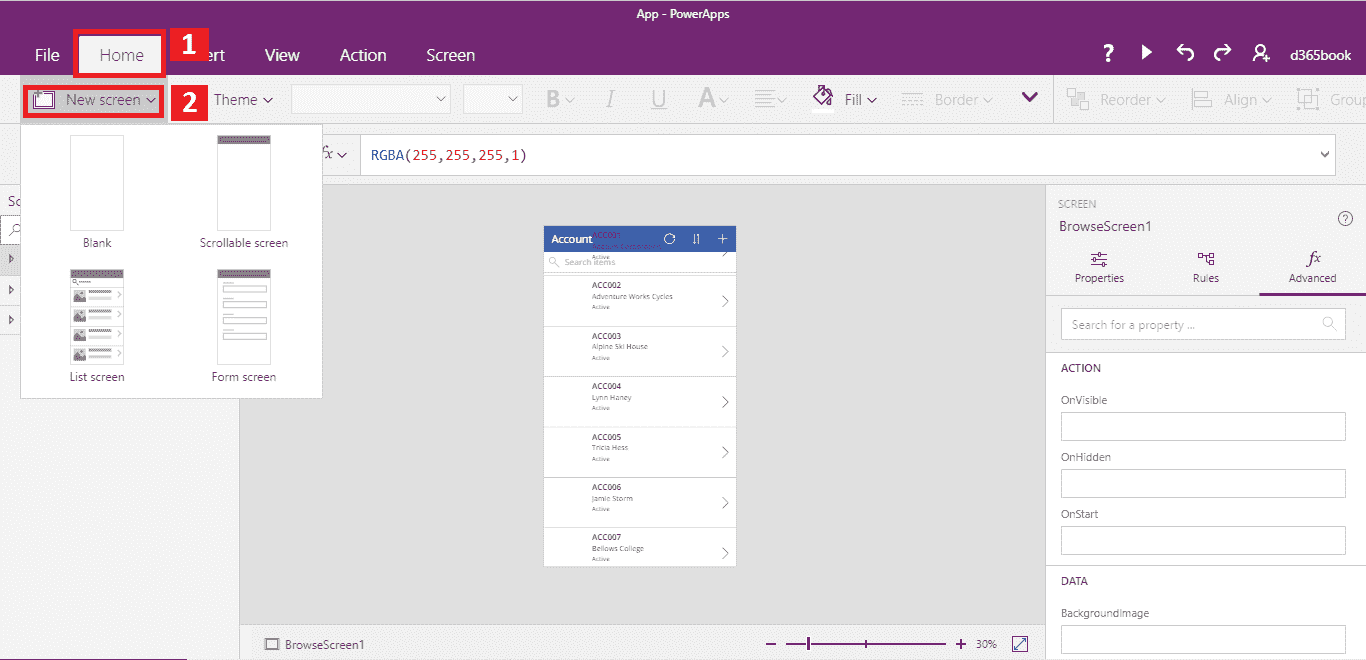 App - PowerApps
File
Home
1
ert
View
Action
Screen
?
d365book
New screen
2
Theme
B
I
U
A
Fill
Border
Reorder
Align
Grou
fx
RGBA(255,255,255,1)
Blank
Scrollable screen
List screen
Form screen
Sc
Account
ACC001
Active
Search items
ACC002
Adventure Works Cycles
Active
ACC003
Alpine Ski House
Active
ACC004
Lynn Haney
Active
ACC005
Tricia Hess
Active
ACC006
Jamie Storm
Active
ACC007
Bellows College
Active
SCREEN
BrowseScreen1
?
Properties
Rules
fx
Advanced
Search for a property ...
ACTION
OnVisible
OnHidden
OnStart
DATA
BackgroundImage
BrowseScreen1
30%